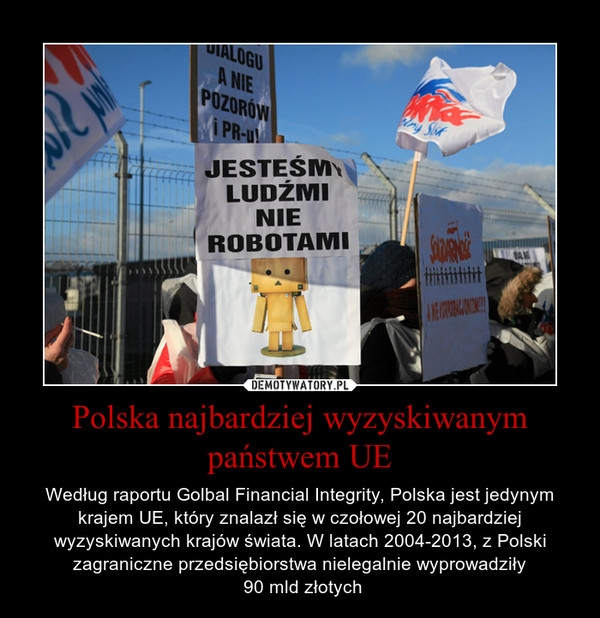 DIALOGU
A NIE
POZORÓW
i PR-u!
JESTEŚMY
LUDŹMI
NIE
ROBOTAMI
SOLIDARNOŚĆ
A NIE KORPORACJONIZM!!!
DEMOTYWATORY.PL
Polska najbardziej wyzyskiwanym
państwem UE
Według raportu Golbal Financial Integrity, Polska jest jedynym
krajem UE, który znalazł się w czołowej 20 najbardziej
wyzyskiwanych krajów świata. W latach 2004-2013, z Polski
zagraniczne przedsiębiorstwa nielegalnie wyprowadziły
90 mld złotych